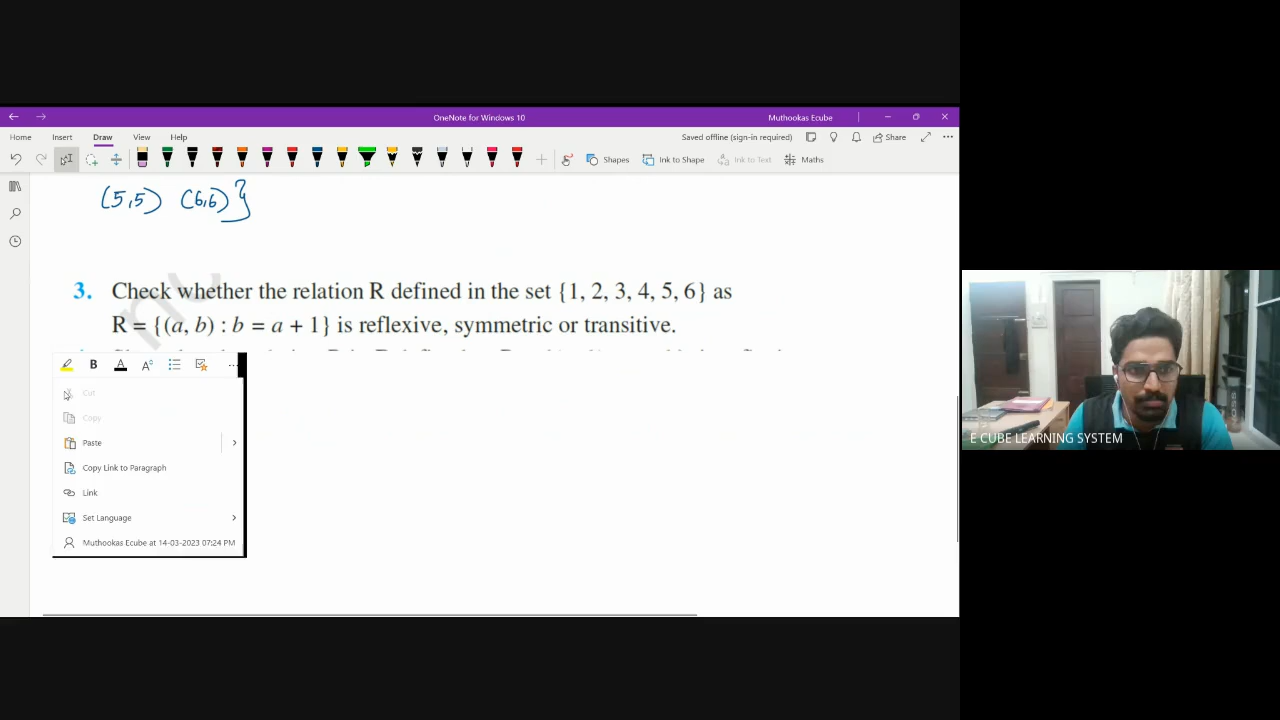 OneNote for Windows 10
Muthookas Ecube
Home Insert Draw View Help
Saved offline (sign-in required)
Share
Shapes
Ink to Shape
Ink to Text
Maths
(5,5) (6,6)}
3. Check whether the relation R defined in the set {1, 2, 3, 4, 5, 6} as
R = {(a, b) : b = a + 1} is reflexive, symmetric or transitive.
Cut
Copy
Paste
Copy Link to Paragraph
Link
Set Language
Muthookas Ecube at 14-03-2023 07:24 PM
E CUBE LEARNING SYSTEM